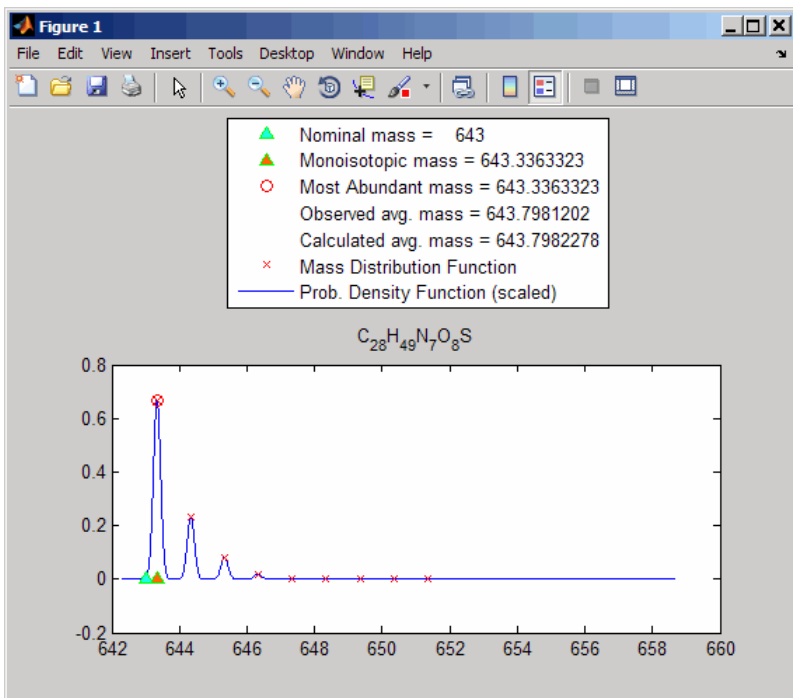 Figure 1
File Edit View Insert Tools Desktop Window Help
Nominal mass = 643
Monoisotopic mass = 643.3363323
Most Abundant mass = 643.3363323
Observed avg. mass = 643.7981202
Calculated avg. mass = 643.7982278
Mass Distribution Function
Prob. Density Function (scaled)
C₂₈H₄₉N₇O₈S
0.8
0.6
0.4
0.2
0
-0.2
642 644 646 648 650 652 654 656 658 660